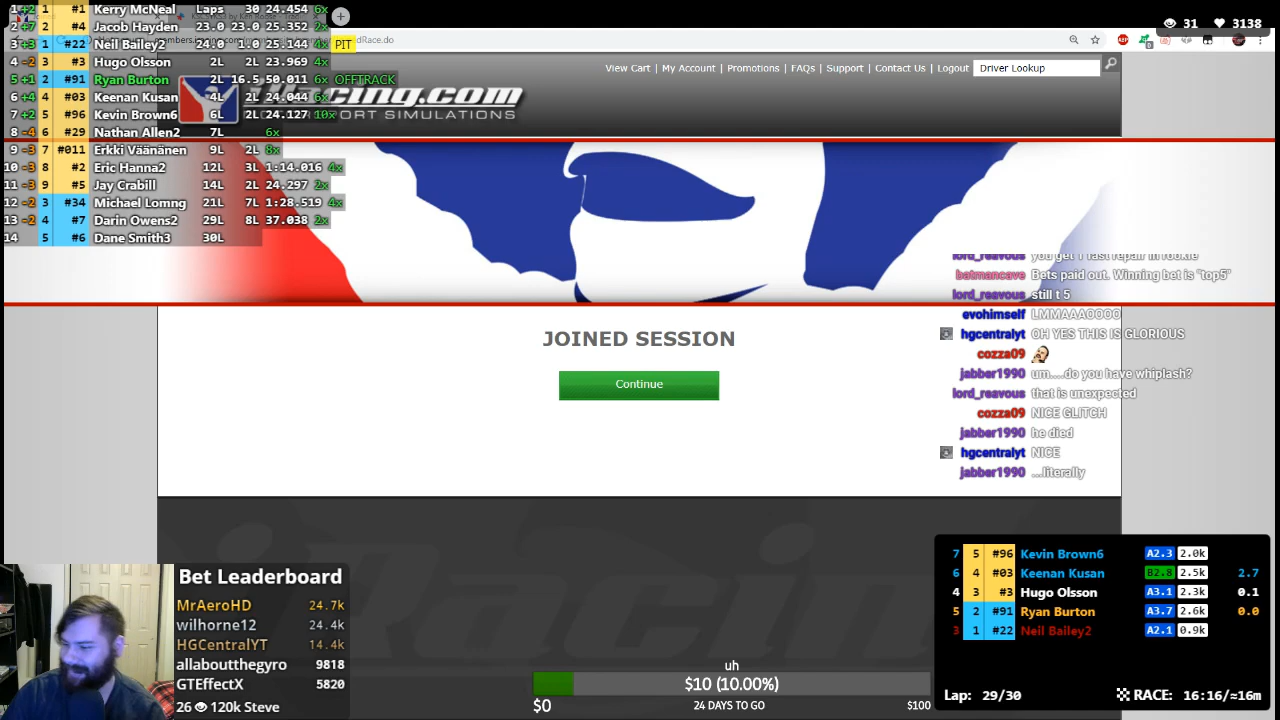 1 +2 1 #1 Kerry McNeal Laps 30 24.454 6x
2 +7 4 #4 Jacob Hayden 23.0 23.0 25.352 2x
3 +3 1 #22 Neil Bailey2 24.0 1.0 25.144 4x PIT
4 -2 3 #3 Hugo Olsson 2L 2L 23.969 4x
5 +1 2 #91 Ryan Burton 2L 16.5 50.011 6x OFFTRACK
6 +4 4 #03 Keenan Kusan 4L 2L 24.044 6x
7 +2 5 #96 Kevin Brown6 6L 2L 24.127 10x
8 -4 6 #29 Nathan Allen2 7L 6x
9 -3 7 #011 Erkki Väänänen 9L 2L 8x
10 -3 8 #2 Eric Hanna2 12L 3L 1:14.016 4x
11 -3 9 #5 Jay Crabill 14L 2L 24.297 2x
12 -2 3 #34 Michael Lomng 21L 7L 1:28.519 4x
13 -2 4 #7 Darin Owens2 29L 8L 37.038 2x
14 5 #6 Dane Smith3 30L
31 3138
View Cart | My Account | Promotions | FAQs | Support | Contact Us | Logout Driver Lookup
JOINED SESSION
Continue
lord_reavous you get 1 fast repair in rookie
batmancave Bets paid out. Winning bet is "top5"
lord_reavous still t 5
evohimself LMMAAAOOOO
hgcentralyt OH YES THIS IS GLORIOUS
cozza09
jabber1990 um....do you have whiplash?
lord_reavous that is unexpected
cozza09 NICE GLITCH
jabber1990 he died
hgcentralyt NICE
jabber1990 ...literally
Bet Leaderboard
MrAeroHD 24.7k
wilhorne12 24.4k
HGCentralYT 14.4k
allaboutthegyro 9818
GTEffectX 5820
26 120k Steve
uh
$10 (10.00%)
$0 24 DAYS TO GO $100
7 5 #96 Kevin Brown6 A2.3 2.0k
6 4 #03 Keenan Kusan B2.8 2.5k 2.7
4 3 #3 Hugo Olsson A3.1 2.3k 0.1
5 2 #91 Ryan Burton A3.7 2.6k 0.0
3 1 #22 Neil Bailey2 A2.1 0.9k
Lap: 29/30 RACE: 16:16/≈16m